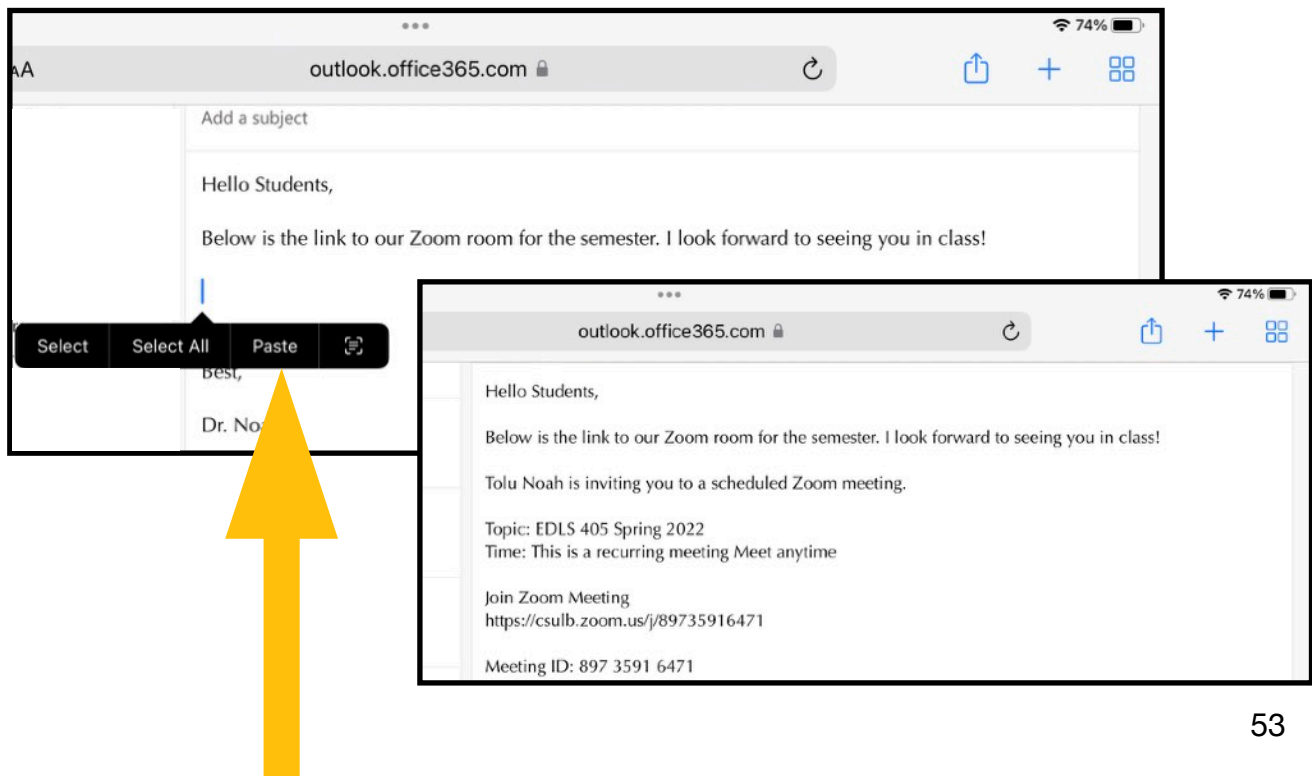 74%
AA
outlook.office365.com
Add a subject
Hello Students,
Below is the link to our Zoom room for the semester. I look forward to seeing you in class!
Select Select All Paste
Best,
Dr. Noa
74%
outlook.office365.com
Hello Students,
Below is the link to our Zoom room for the semester. I look forward to seeing you in class!
Tolu Noah is inviting you to a scheduled Zoom meeting.
Topic: EDLS 405 Spring 2022
Time: This is a recurring meeting Meet anytime
Join Zoom Meeting
https://csulb.zoom.us/j/89735916471
Meeting ID: 897 3591 6471
53